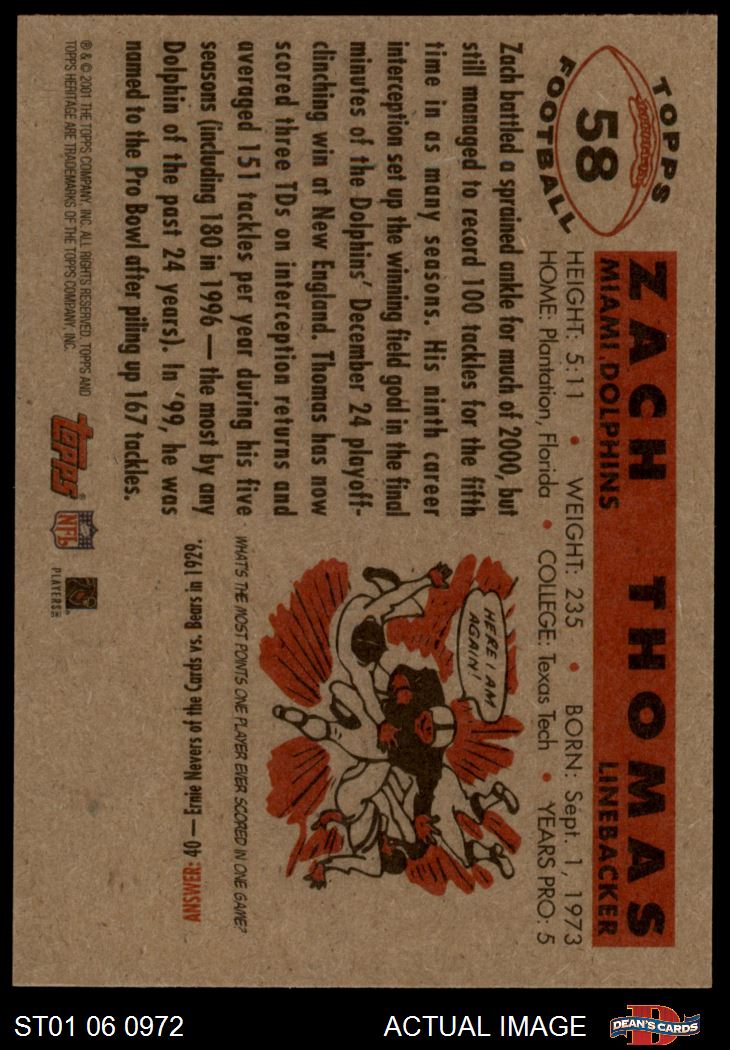 TOPPS
58
FOOTBALL
ZACH THOMAS
MIAMI DOLPHINS LINEBACKER
HEIGHT: 5:11 • WEIGHT: 235 • BORN: Sept. 1, 1973
HOME: Plantation, Florida • COLLEGE: Texas Tech • YEARS PRO: 5
Zach battled a sprained ankle for much of 2000, but
still managed to record 100 tackles for the fifth
time in as many seasons. His ninth career
interception set up the winning field goal in the final
minutes of the Dolphins' December 24 playoff-
clinching win at New England. Thomas has now
scored three TDs on interception returns and
averaged 151 tackles per year during his five
seasons (including 180 in 1996 — the most by any
Dolphin of the past 24 years). In '99, he was
named to the Pro Bowl after piling up 167 tackles.
HERE I AM
AGAIN!
WHAT'S THE MOST POINTS ONE PLAYER EVER SCORED IN ONE GAME?
ANSWER: 40 — Ernie Nevers of the Cards vs. Bears in 1929.
® & © 2001 THE TOPPS COMPANY, INC. ALL RIGHTS RESERVED. TOPPS AND
TOPPS HERITAGE ARE TRADEMARKS OF THE TOPPS COMPANY, INC.
topps®
NFL
PLAYERS
ST01 06 0972
ACTUAL IMAGE
DEAN'S CARDS